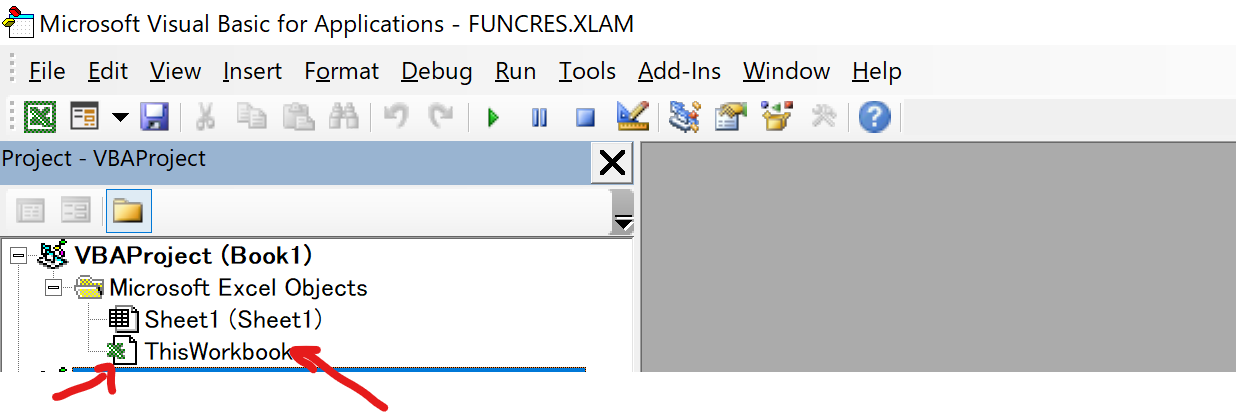 Microsoft Visual Basic for Applications - FUNCRES.XLAM
File Edit View Insert Format Debug Run Tools Add-Ins Window Help
Project - VBAProject
VBAProject (Book1)
Microsoft Excel Objects
Sheet1 (Sheet1)
ThisWorkbook